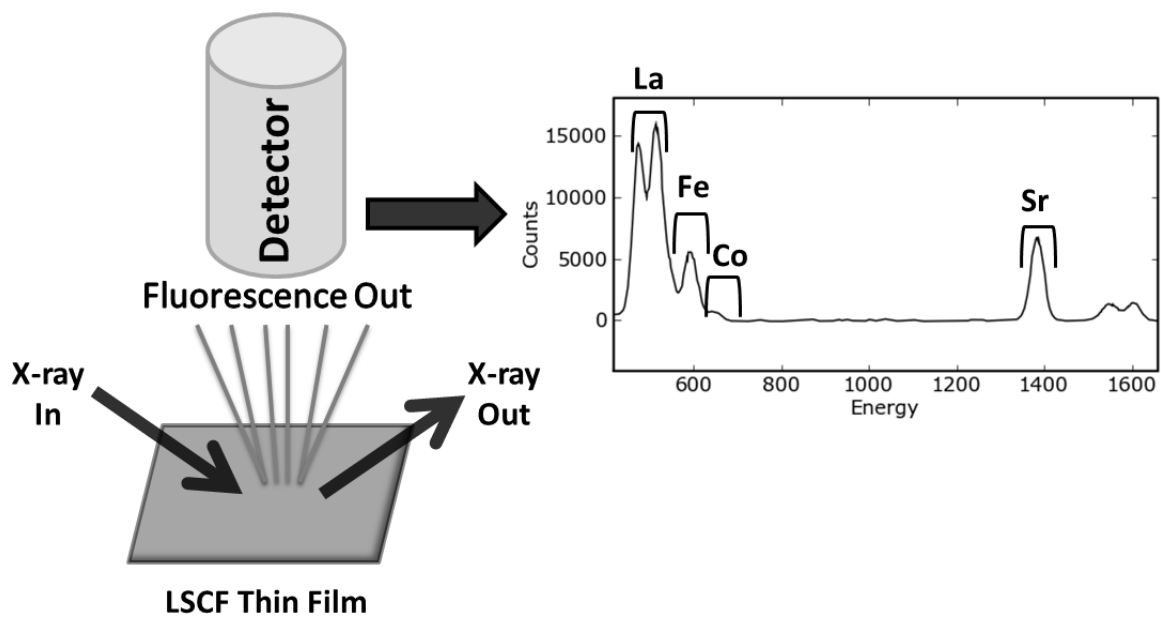 Detector
Fluorescence Out
X-ray
In
X-ray
Out
LSCF Thin Film
La
Fe
Co
Sr
15000
10000
5000
0
Counts
600
800
1000
1200
1400
1600
Energy